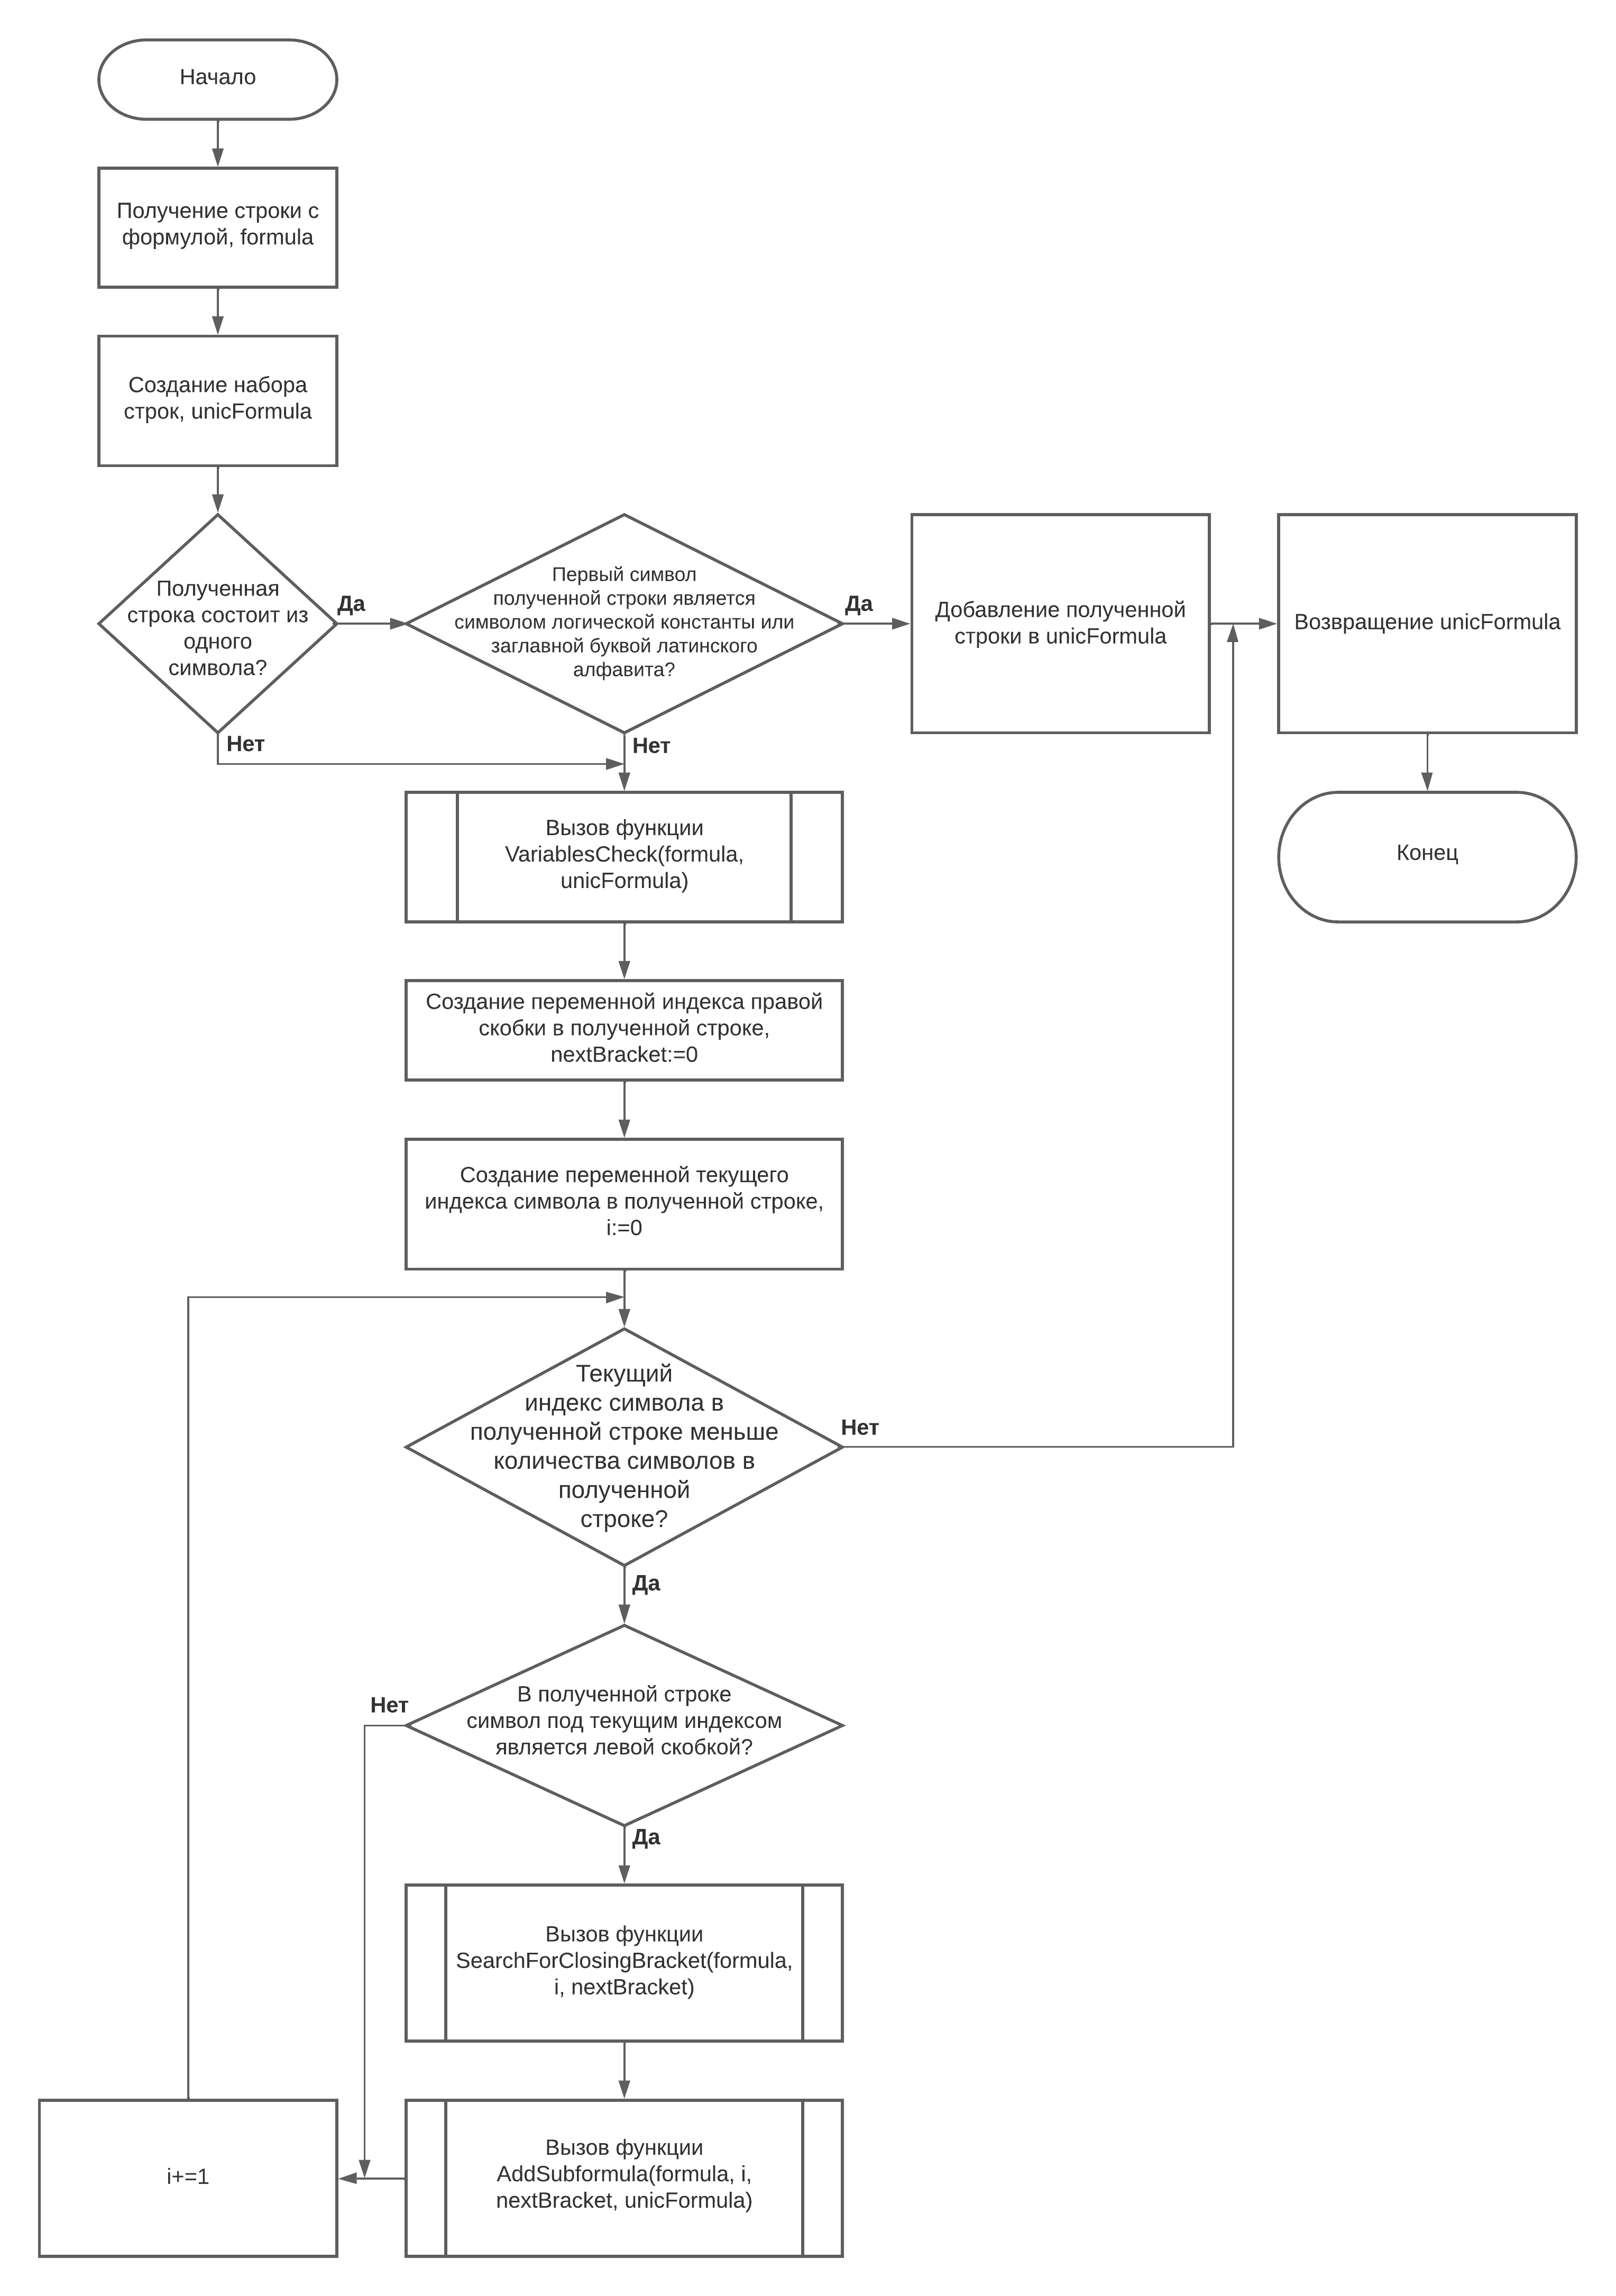 Начало
Получение строки с
формулой, formula
Создание набора
строк, unicFormula
Полученная
строка состоит из
одного
символа?
Да
Нет
Первый символ
полученной строки является
символом логической константы или
заглавной буквой латинского
алфавита?
Да
Нет
Добавление полученной
строки в unicFormula
Возвращение unicFormula
Конец
Вызов функции
VariablesCheck(formula,
unicFormula)
Создание переменной индекса правой
скобки в полученной строке,
nextBracket:=0
Создание переменной текущего
индекса символа в полученной строке,
i:=0
Текущий
индекс символа в
полученной строке меньше
количества символов в
полученной
строке?
Нет
Да
В полученной строке
символ под текущим индексом
является левой скобкой?
Нет
Да
Вызов функции
SearchForClosingBracket(formula,
i, nextBracket)
Вызов функции
AddSubformula(formula, i,
nextBracket, unicFormula)
i+=1